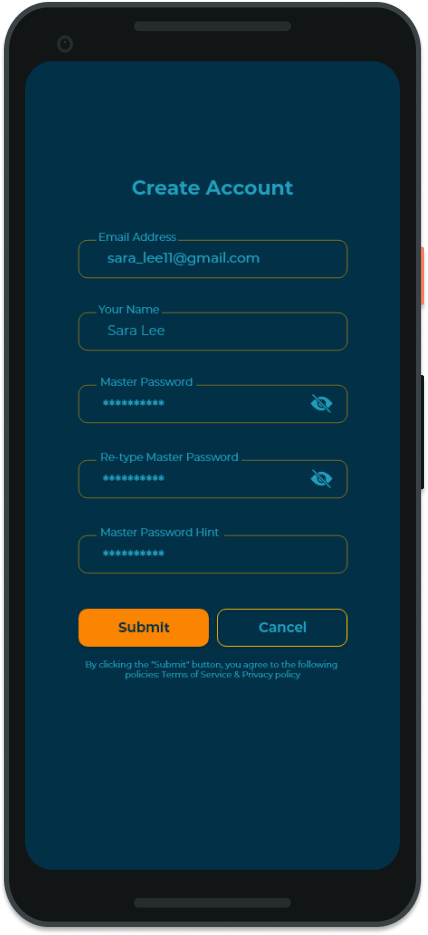 Create Account
Email Address
sara_lee11@gmail.com
Your Name
Sara Lee
Master Password
**********
Re-type Master Password
**********
Master Password Hint
**********
Submit Cancel
By clicking the "Submit" button, you agree to the following
policies: Terms of Service & Privacy policy